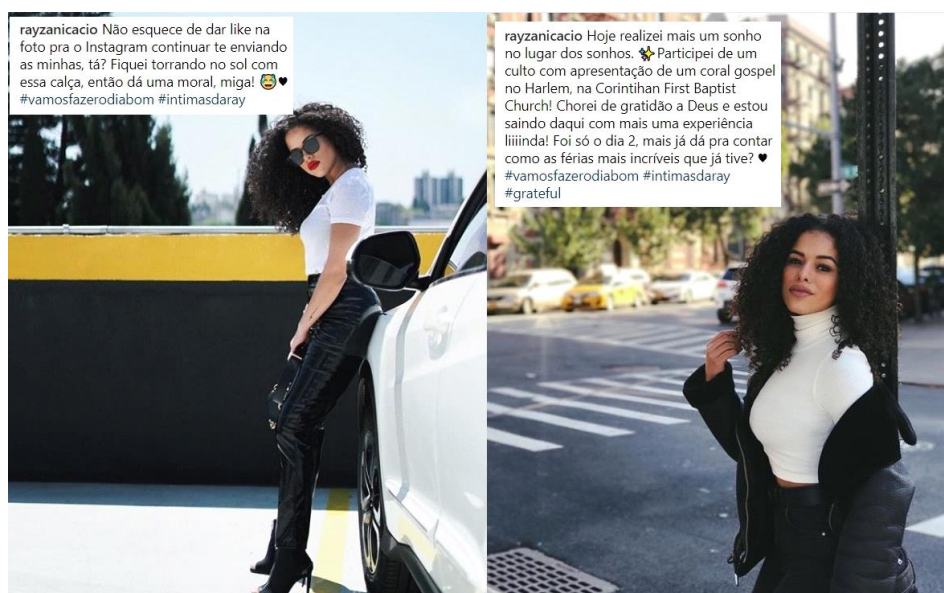 rayzanicacio Não esquece de dar like na
foto pra o Instagram continuar te enviando
as minhas, tá? Fiquei torrando no sol com
essa calça, então dá uma moral, miga! 😅♥
#vamosfazerodiabom #intimasdaray
rayzanicacio Hoje realizei mais um sonho
no lugar dos sonhos. ✨Participei de um
culto com apresentação de um coral gospel
no Harlem, na Corintihan First Baptist
Church! Chorei de gratidão a Deus e estou
saindo daqui com mais uma experiência
liiiinda! Foi só o dia 2, mais já dá pra contar
como as férias mais incríveis que já tive? ♥
#vamosfazerodiabom #intimasdaray
#grateful